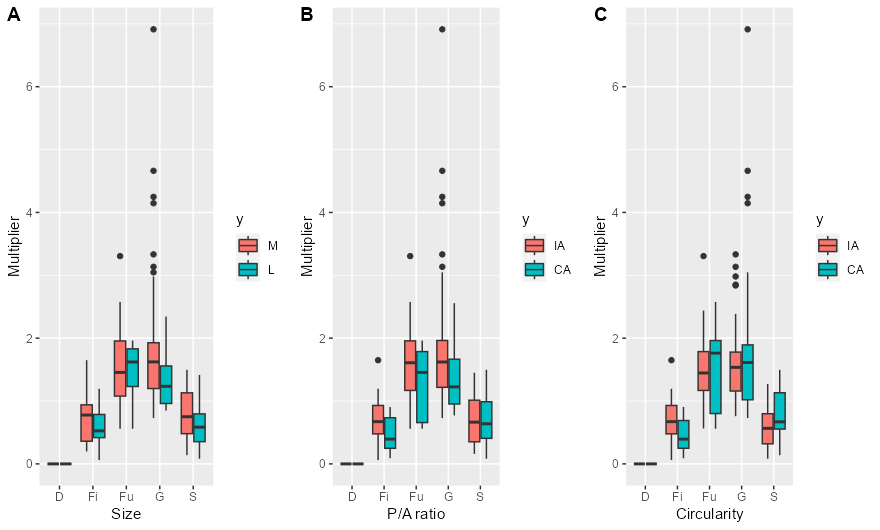 A
Multiplier
6
4
2
0
D Fi Fu G S
Size
y
M
L
B
Multiplier
6
4
2
0
D Fi Fu G S
P/A ratio
y
IA
CA
C
Multiplier
6
4
2
0
D Fi Fu G S
Circularity
y
IA
CA